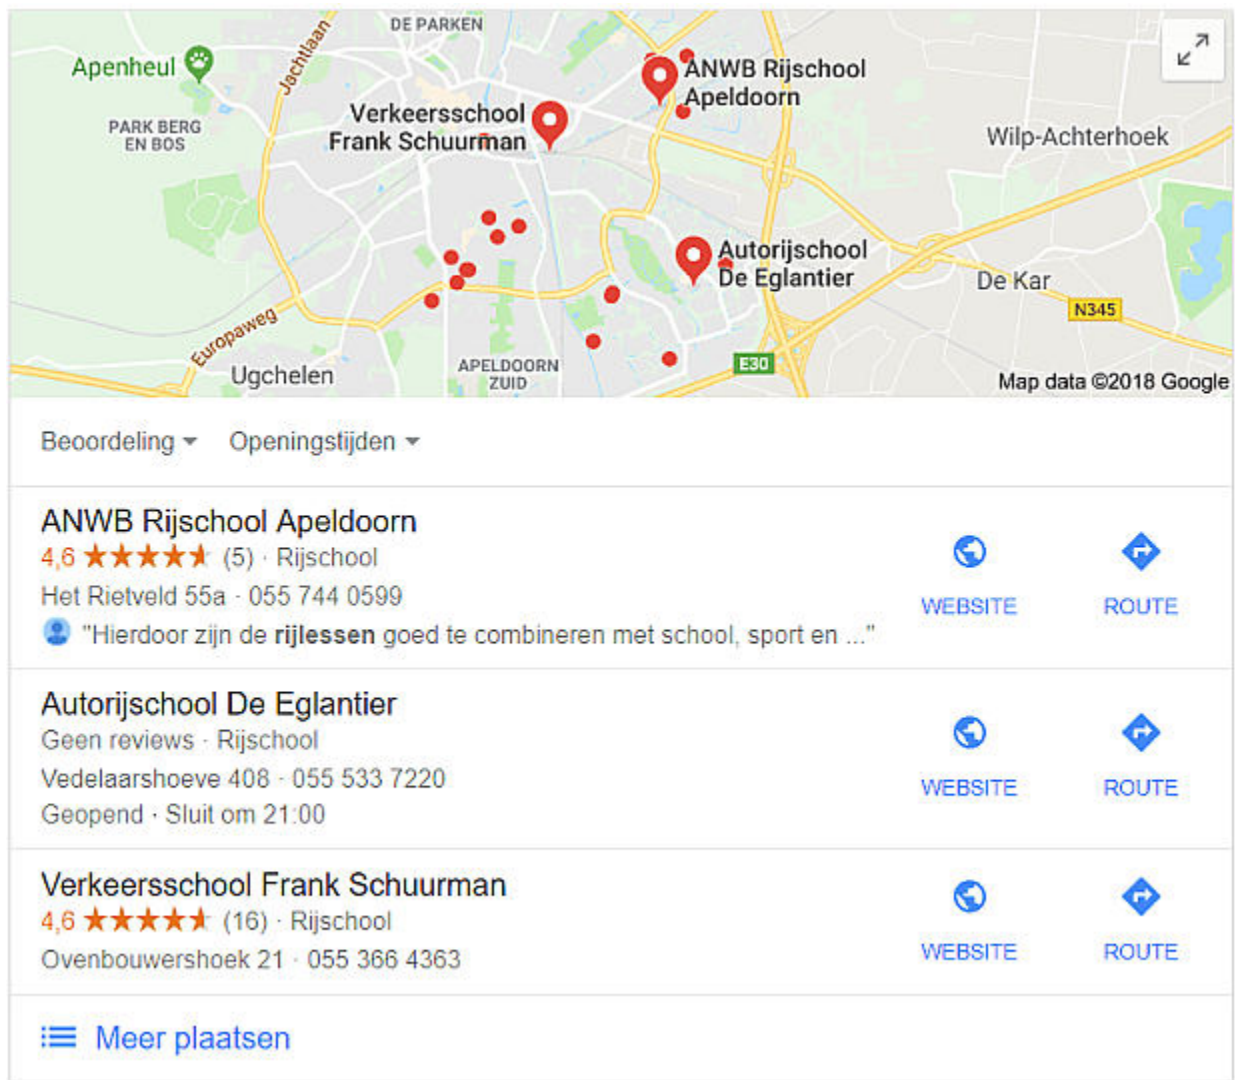 DE PARKEN
Apenheul
Jachtlaan
ANWB Rijschool
Apeldoorn
Verkeersschool
Frank Schuurman
PARK BERG
EN BOS
Wilp-Achterhoek
Autorijschool
De Eglantier
De Kar
N345
Europaweg
Ugchelen
APELDOORN
ZUID
E30
Map data ©2018 Google
Beoordeling Openingstijden
ANWB Rijschool Apeldoorn
4,6 ★★★★★ (5) · Rijschool
Het Rietveld 55a · 055 744 0599
WEBSITE ROUTE
"Hierdoor zijn de rijlessen goed te combineren met school, sport en ..."
Autorijschool De Eglantier
Geen reviews · Rijschool
Vedelaarshoeve 408 · 055 533 7220
WEBSITE ROUTE
Geopend · Sluit om 21:00
Verkeersschool Frank Schuurman
4,6 ★★★★★ (16) · Rijschool
Ovenbouwershoek 21 · 055 366 4363
WEBSITE ROUTE
Meer plaatsen